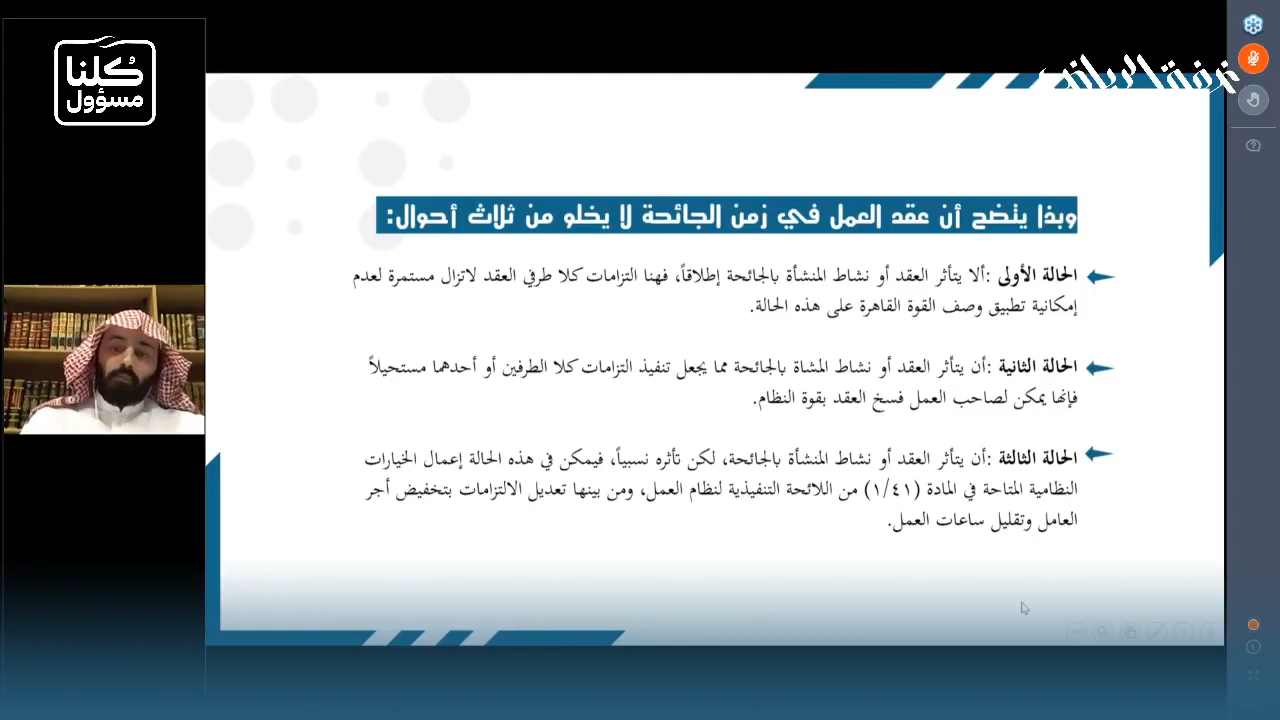 كُلنا
مسؤول
غرفة الرياض
وبذا يتضح أن عقد العمل في زمن الجائحة لا يخلو من ثلاث أحوال:
الحالة الأولى :ألا يتأثر العقد أو نشاط المنشأة بالجائحة إطلاقاً، فهنا التزامات كلا طرفي العقد لاتزال مستمرة لعدم
إمكانية تطبيق وصف القوة القاهرة على هذه الحالة.
الحالة الثانية :أن يتأثر العقد أو نشاط المشاة بالجائحة مما يجعل تنفيذ التزامات كلا الطرفين أو أحدهما مستحيلاً
فإنها يمكن لصاحب العمل فسخ العقد بقوة النظام.
الحالة الثالثة :أن يتأثر العقد أو نشاط المنشأة بالجائحة، لكن تأثره نسبياً، فيمكن في هذه الحالة إعمال الخيارات
النظامية المتاحة في المادة (١/٤١) من اللائحة التنفيذية لنظام العمل، ومن بينها تعديل الالتزامات بتخفيض أجر
العامل وتقليل ساعات العمل.